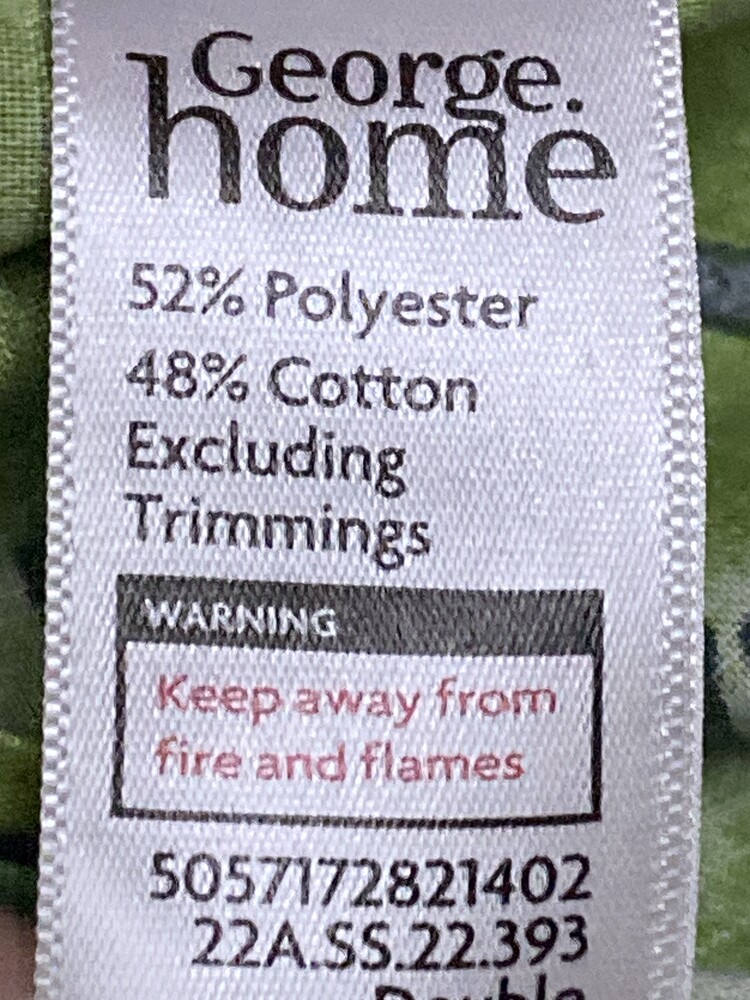 George.
home
52% Polyester
48% Cotton
Excluding
Trimmings
WARNING
Keep away from
fire and flames
5057172821402
22A.SS.22.393
Double